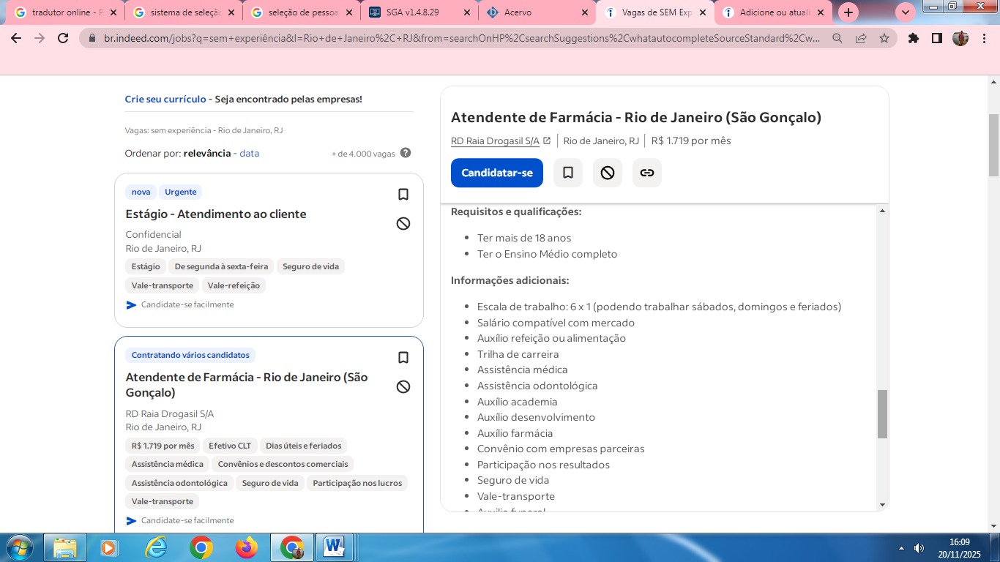 tradutor online - P
sistema de seleçã
seleção de pessoa
SGA v1.4.8.29
Acervo
Vagas de SEM Exp
Adicione ou atuali
br.indeed.com/jobs?q=sem+experiência&l=Rio+de+Janeiro%2C+RJ&from=searchOnHP%2CsearchSuggestions%2CwhatautocompleteSourceStandard%2Cw...
Crie seu currículo - Seja encontrado pelas empresas!
Vagas: sem experiência - Rio de Janeiro, RJ
Ordenar por: relevância - data
+ de 4.000 vagas
nova
Urgente
Estágio - Atendimento ao cliente
Confidencial
Rio de Janeiro, RJ
Estágio
De segunda à sexta-feira
Seguro de vida
Vale-transporte
Vale-refeição
Candidate-se facilmente
Contratando vários candidatos
Atendente de Farmácia - Rio de Janeiro (São
Gonçalo)
RD Raia Drogasil S/A
Rio de Janeiro, RJ
R$ 1.719 por mês
Efetivo CLT
Dias úteis e feriados
Assistência médica
Convênios e descontos comerciais
Assistência odontológica
Seguro de vida
Participação nos lucros
Vale-transporte
Candidate-se facilmente
Atendente de Farmácia - Rio de Janeiro (São Gonçalo)
RD Raia Drogasil S/A
Rio de Janeiro, RJ
R$ 1.719 por mês
Candidatar-se
Requisitos e qualificações:
Ter mais de 18 anos
Ter o Ensino Médio completo
Informações adicionais:
Escala de trabalho: 6 x 1 (podendo trabalhar sábados, domingos e feriados)
Salário compatível com mercado
Auxílio refeição ou alimentação
Trilha de carreira
Assistência médica
Assistência odontológica
Auxílio academia
Auxílio desenvolvimento
Auxílio farmácia
Convênio com empresas parceiras
Participação nos resultados
Seguro de vida
Vale-transporte
Auxilio funeral
16:09
20/11/2025